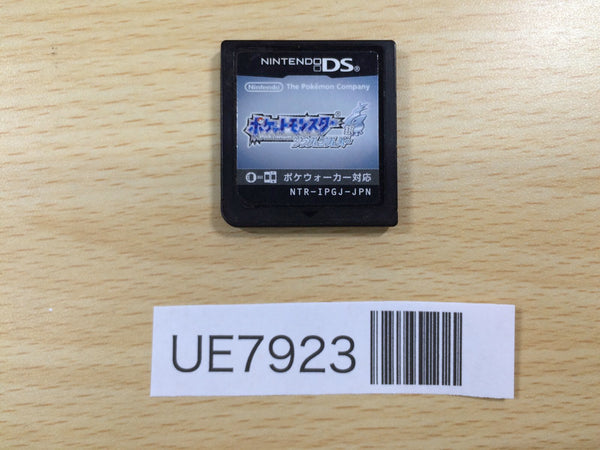 NINTENDO DS
Nintendo The Pokémon Company
ポケットモンスター
ソウルシルバー
ポケウォーカー対応
NTR-IPGJ-JPN
UE7923